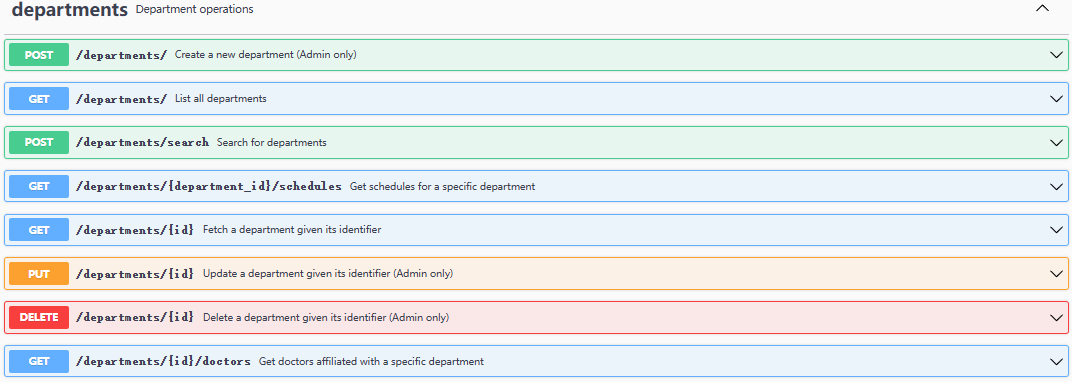 departments Department operations
POST /departments/ Create a new department (Admin only)
GET /departments/ List all departments
POST /departments/search Search for departments
GET /departments/{department_id}/schedules Get schedules for a specific department
GET /departments/{id} Fetch a department given its identifier
PUT /departments/{id} Update a department given its identifier (Admin only)
DELETE /departments/{id} Delete a department given its identifier (Admin only)
GET /departments/{id}/doctors Get doctors affiliated with a specific department